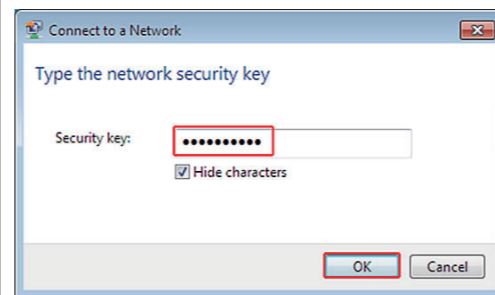 Connect to a Network
Type the network security key
Security key: ••••••••••
Hide characters
OK Cancel